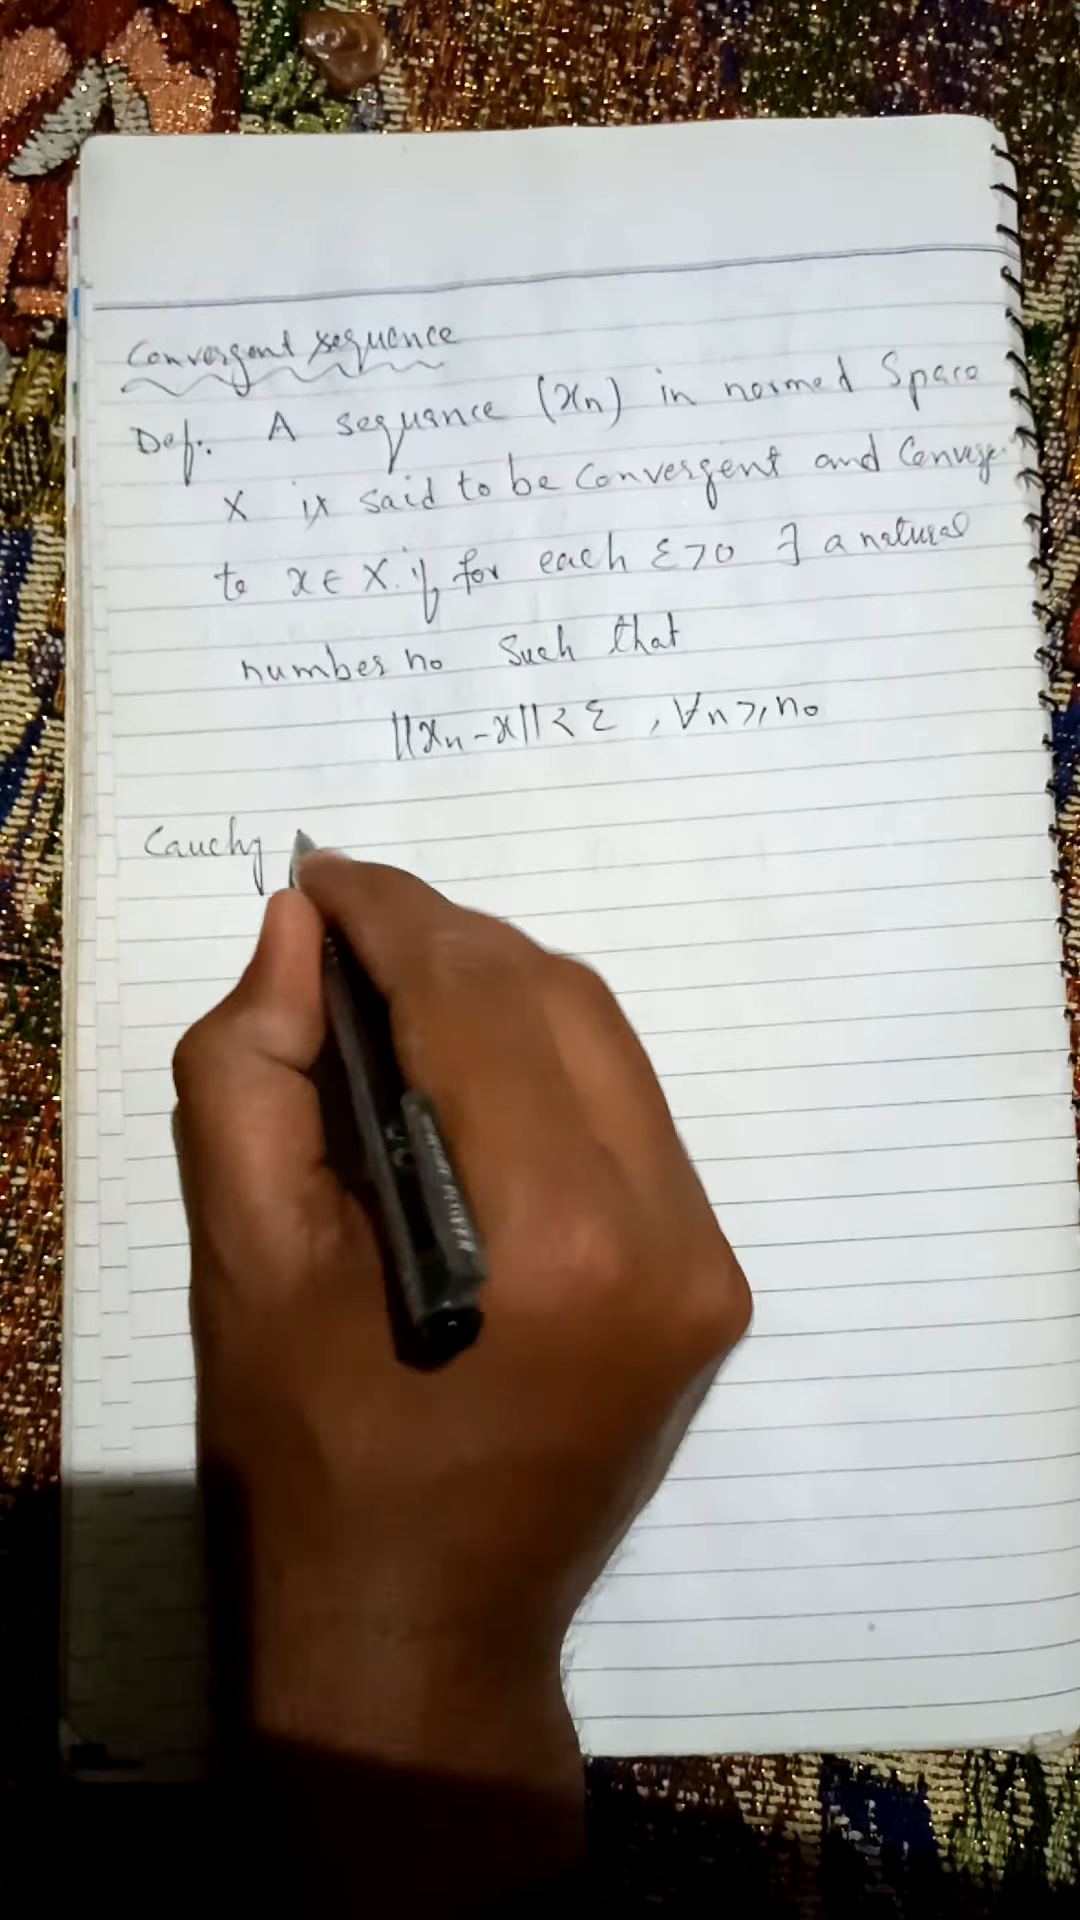 Convergent sequence
Def:. A sequence (xn) in normed Space
X is said to be Convergent and Converge
to x ∈ X. if for each ε>0 ∃ a natural
number n₀ Such that
||xn - x|| < ε , ∀n ≥ n₀
Cauchy